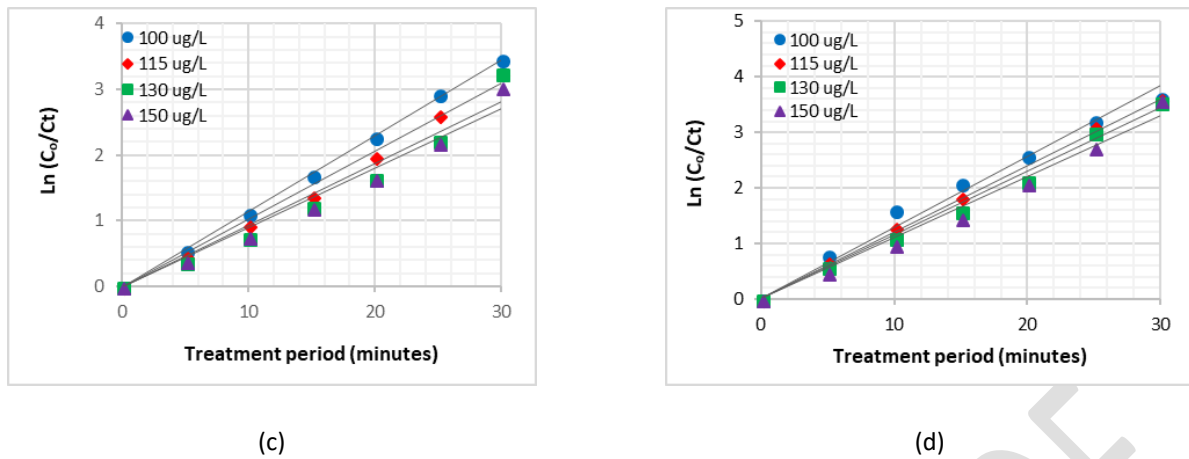 4
100 ug/L
115 ug/L
130 ug/L
150 ug/L
3
2
1
0
0 10 20 30
Ln (Cₒ/Ct)
Treatment period (minutes)
(c)
5
100 ug/L
115 ug/L
130 ug/L
150 ug/L
4
3
2
1
0
0 10 20 30
Ln (Cₒ/Ct)
Treatment period (minutes)
(d)